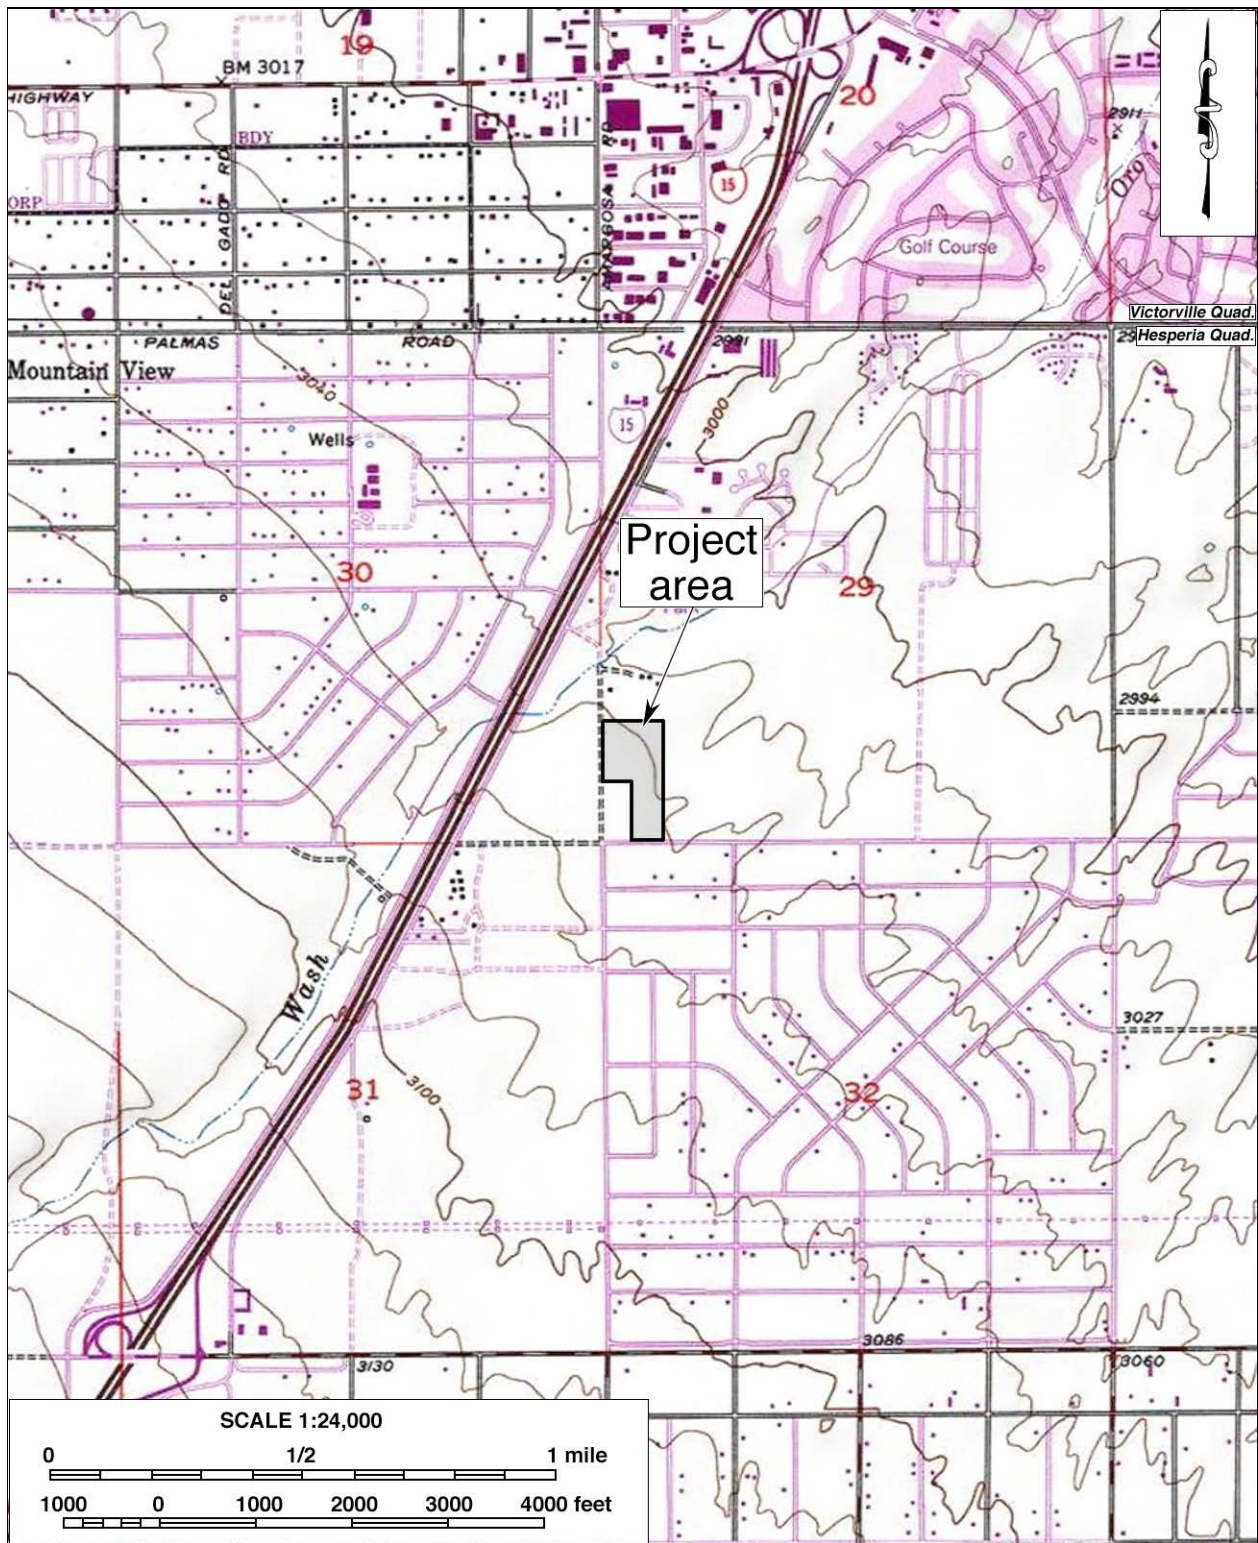 19
BM 3017
20
HIGHWAY
BDY
2911
ORP
DEL GADO RD
AMARGOSA RD
15
Oro
Golf Course
Victorville Quad.
PALMAS
ROAD
2991
Hesperia Quad.
Mountain View
3040
3000
15
Wells
Project
area
30
29
2994
Wash
3027
31
3100
32
3086
3130
3060
SCALE 1:24,000
0 1/2 1 mile
1000 0 1000 2000 3000 4000 feet